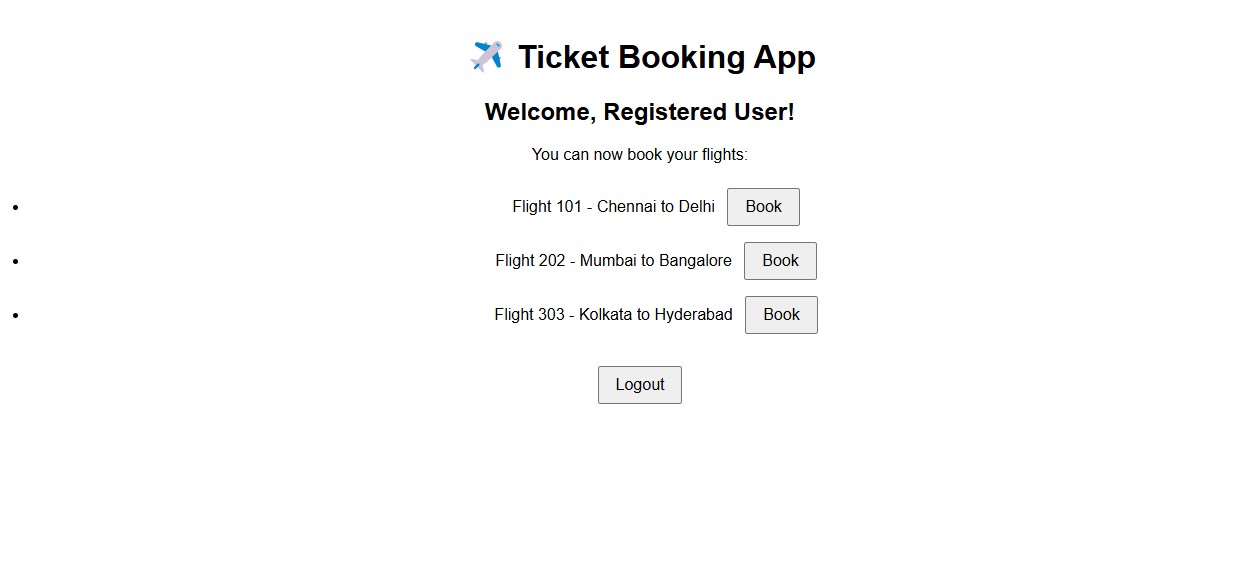 ✈️ Ticket Booking App
Welcome, Registered User!
You can now book your flights:
• Flight 101 - Chennai to Delhi Book
• Flight 202 - Mumbai to Bangalore Book
• Flight 303 - Kolkata to Hyderabad Book
Logout